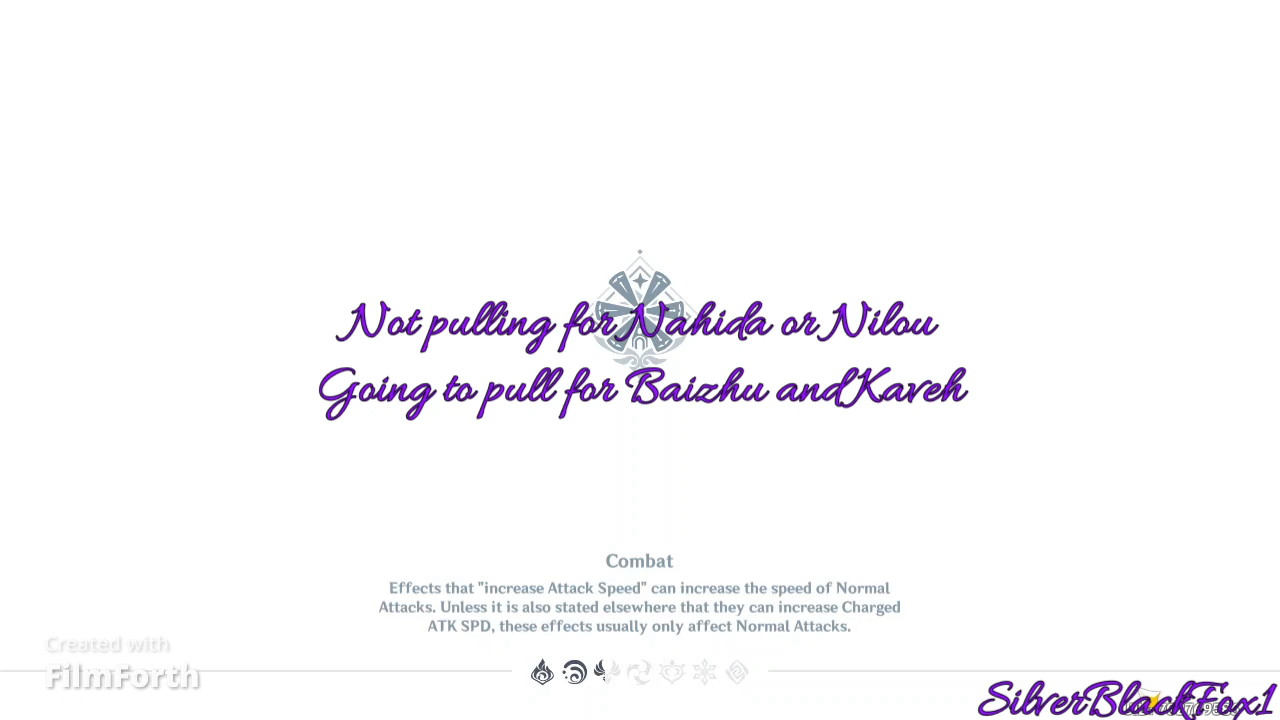 Not pulling for Nahida or Nilou
Going to pull for Baizhu and Kaveh
Combat
Effects that "increase Attack Speed" can increase the speed of Normal
Attacks. Unless it is also stated elsewhere that they can increase Charged
ATK SPD, these effects usually only affect Normal Attacks.
Created with
FilmForth
SilverBlackFox1